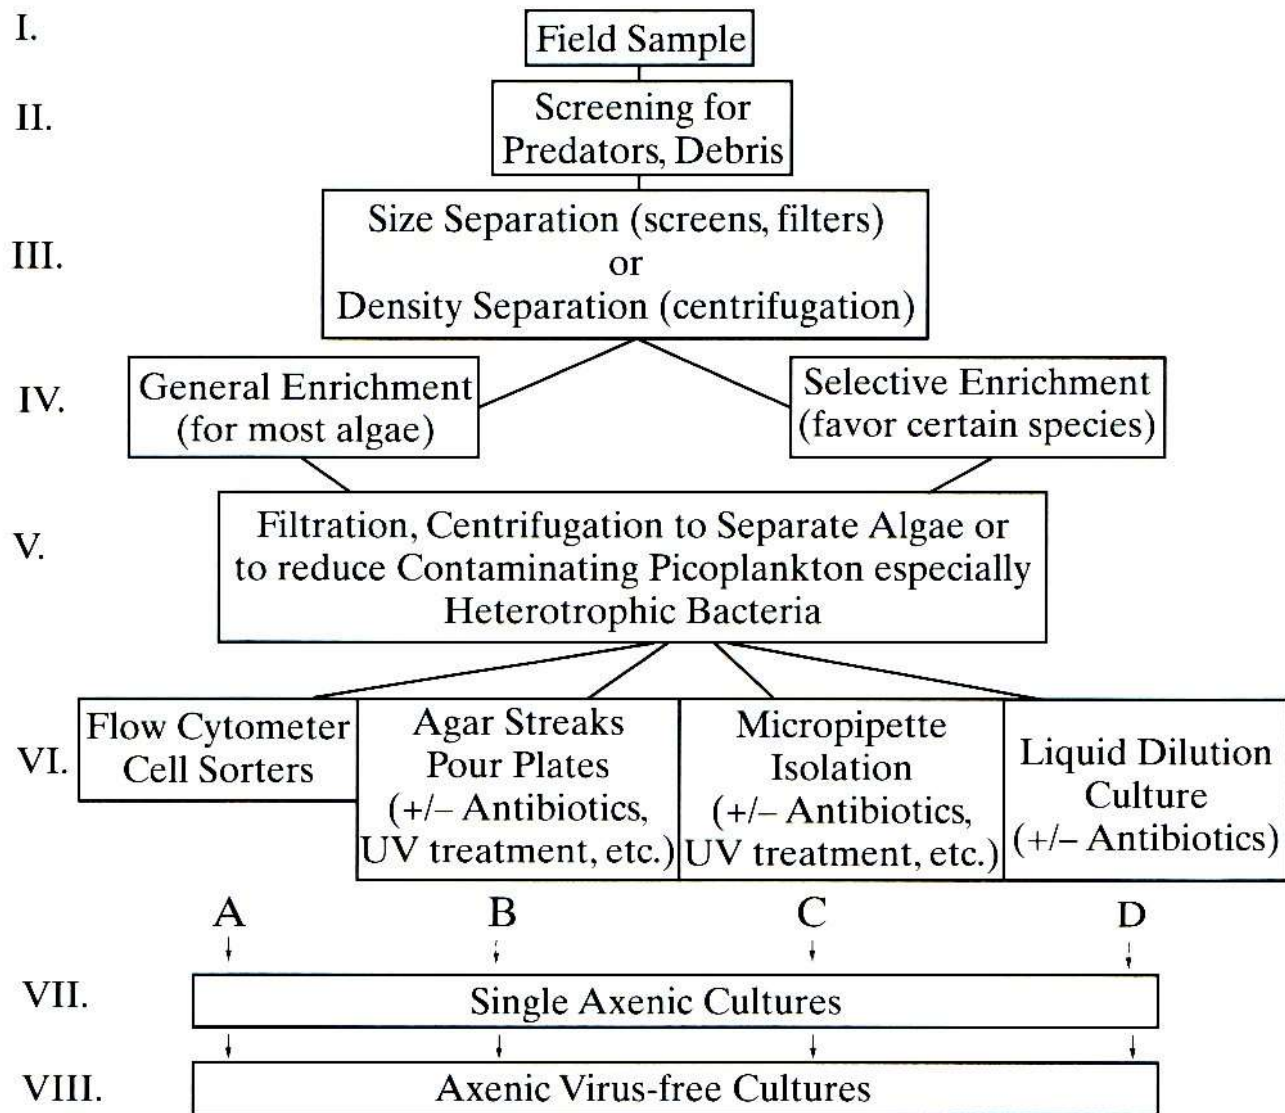 I.
Field Sample
II.
Screening for
Predators, Debris
III.
Size Separation (screens, filters)
or
Density Separation (centrifugation)
IV.
General Enrichment
(for most algae)
Selective Enrichment
(favor certain species)
V.
Filtration, Centrifugation to Separate Algae or
to reduce Contaminating Picoplankton especially
Heterotrophic Bacteria
VI.
Flow Cytometer
Cell Sorters
Agar Streaks
Pour Plates
(+/– Antibiotics,
UV treatment, etc.)
Micropipette
Isolation
(+/– Antibiotics,
UV treatment, etc.)
Liquid Dilution
Culture
(+/– Antibiotics)
A
B
C
D
VII.
Single Axenic Cultures
VIII.
Axenic Virus-free Cultures